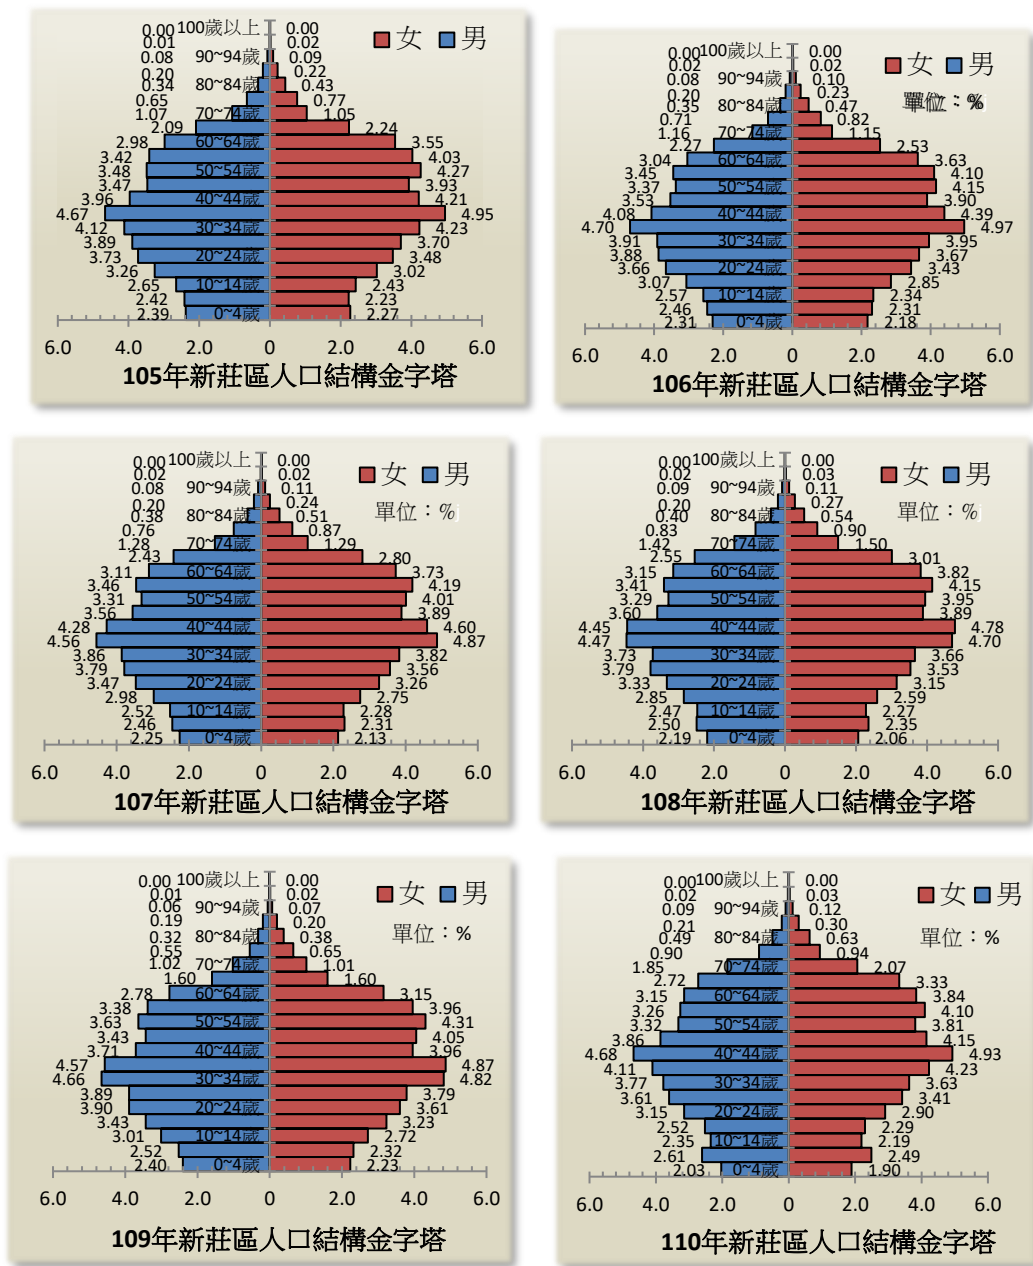 100歲以上
90~94歲
80~84歲
70~74歲
60~64歲
50~54歲
40~44歲
30~34歲
20~24歲
10~14歲
0~4歲
0.00
0.01
0.08
0.20
0.34
0.65
1.07
2.09
2.98
3.42
3.48
3.47
3.96
4.67
4.12
3.89
3.73
3.26
2.65
2.42
2.39
0.00
0.02
0.09
0.22
0.43
0.77
1.05
2.24
3.55
4.03
4.27
3.93
4.21
4.95
4.23
3.70
3.48
3.02
2.43
2.23
2.27
女 男
6.0 4.0 2.0 0 2.0 4.0 6.0
105年新莊區人口結構金字塔
100歲以上
90~94歲
80~84歲
70~74歲
60~64歲
50~54歲
40~44歲
30~34歲
20~24歲
10~14歲
0~4歲
0.00
0.02
0.08
0.20
0.35
0.71
1.16
2.27
3.04
3.45
3.37
3.53
4.08
4.70
3.91
3.88
3.66
3.07
2.57
2.46
2.31
0.00
0.02
0.10
0.23
0.47
0.82
1.15
2.53
3.63
4.10
4.15
3.90
4.39
4.97
3.95
3.67
3.43
2.85
2.34
2.31
2.18
女 男
單位：%
6.0 4.0 2.0 0 2.0 4.0 6.0
106年新莊區人口結構金字塔
100歲以上
90~94歲
80~84歲
70~74歲
60~64歲
50~54歲
40~44歲
30~34歲
20~24歲
10~14歲
0~4歲
0.00
0.02
0.08
0.20
0.38
0.76
1.28
2.43
3.11
3.46
3.31
3.56
4.28
4.56
3.86
3.79
3.47
2.98
2.52
2.46
2.25
0.00
0.02
0.11
0.24
0.51
0.87
1.29
2.80
3.73
4.19
4.01
3.89
4.60
4.87
3.82
3.56
3.26
2.75
2.28
2.31
2.13
女 男
單位：%
6.0 4.0 2.0 0 2.0 4.0 6.0
107年新莊區人口結構金字塔
100歲以上
90~94歲
80~84歲
70~74歲
60~64歲
50~54歲
40~44歲
30~34歲
20~24歲
10~14歲
0~4歲
0.00
0.02
0.09
0.20
0.40
0.83
1.42
2.55
3.15
3.41
3.29
3.60
4.45
4.47
3.73
3.79
3.33
2.85
2.47
2.50
2.19
0.00
0.03
0.11
0.27
0.54
0.90
1.50
3.01
3.82
4.15
3.95
3.89
4.78
4.70
3.66
3.53
3.15
2.59
2.27
2.35
2.06
女 男
單位：%
6.0 4.0 2.0 0 2.0 4.0 6.0
108年新莊區人口結構金字塔
100歲以上
90~94歲
80~84歲
70~74歲
60~64歲
50~54歲
40~44歲
30~34歲
20~24歲
10~14歲
0~4歲
0.00
0.01
0.06
0.19
0.32
0.55
1.02
1.60
2.78
3.38
3.63
3.43
3.71
4.57
4.66
3.89
3.90
3.43
3.01
2.52
2.40
0.00
0.02
0.07
0.20
0.38
0.65
1.01
1.60
3.15
3.96
4.31
4.05
3.96
4.87
4.82
3.79
3.61
3.23
2.72
2.32
2.23
女 男
單位：%
6.0 4.0 2.0 0 2.0 4.0 6.0
109年新莊區人口結構金字塔
100歲以上
90~94歲
80~84歲
70~74歲
60~64歲
50~54歲
40~44歲
30~34歲
20~24歲
10~14歲
0~4歲
0.00
0.02
0.09
0.21
0.49
0.90
1.85
2.72
3.15
3.26
3.32
3.86
4.68
4.11
3.77
3.61
3.15
2.52
2.35
2.61
2.03
0.00
0.03
0.12
0.30
0.63
0.94
2.07
3.33
3.84
4.10
3.81
4.15
4.93
4.23
3.63
3.41
2.90
2.29
2.19
2.49
1.90
女 男
單位：%
6.0 4.0 2.0 0 2.0 4.0 6.0
110年新莊區人口結構金字塔